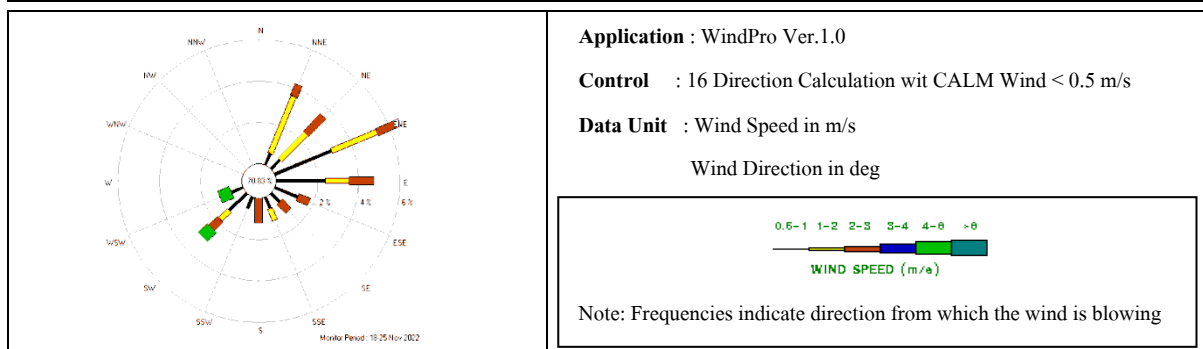 N
NNW
NNE
NW
NE
WNW
ENE
70.83 %
W
E
2 %
4 %
6 %
WSW
ESE
SW
SE
SSW
SSE
S
Monitor Period : 18-25 Nov 2022
Application : WindPro Ver.1.0
Control : 16 Direction Calculation wit CALM Wind < 0.5 m/s
Data Unit : Wind Speed in m/s
Wind Direction in deg
0.5-1 1-2 2-3 3-4 4-6 >6
WIND SPEED (m/s)
Note: Frequencies indicate direction from which the wind is blowing